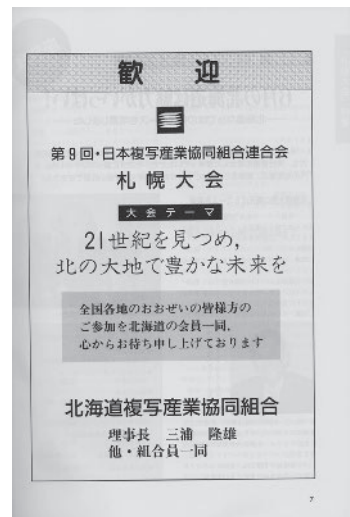 歓迎
第9回・日本複写産業協同組合連合会
札幌大会
大会テーマ
21世紀を見つめ,
北の大地で豊かな未来を
全国各地のおおぜいの皆様方の
ご参加を北海道の会員一同,
心からお待ち申し上げております
北海道複写産業協同組合
理事長 三浦 隆雄
他・組合員一同
7